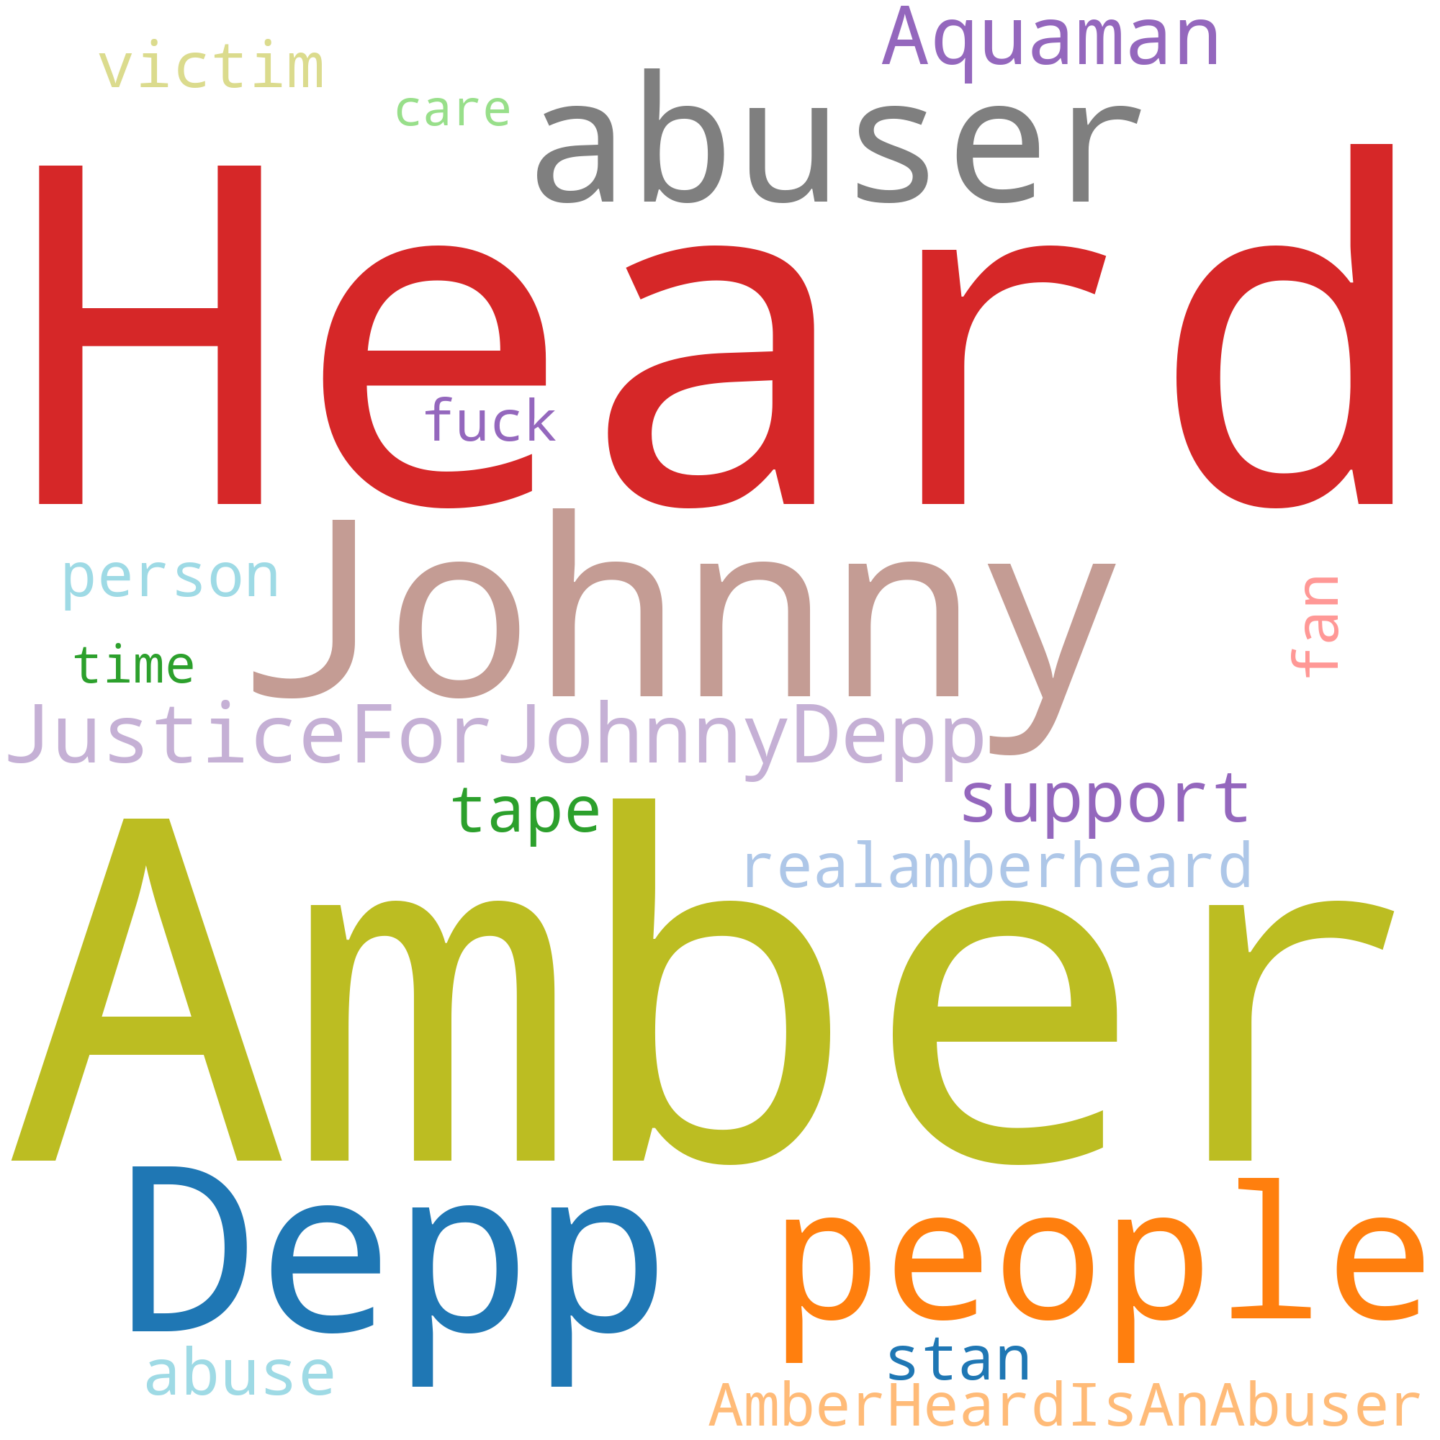 Aquaman
victim
care
abuser
Heard
fuck
Johnny
person
fan
time
JusticeForJohnnyDepp
tape
support
realamberheard
Amber
Depp
people
stan
abuse
AmberHeardIsAnAbuser